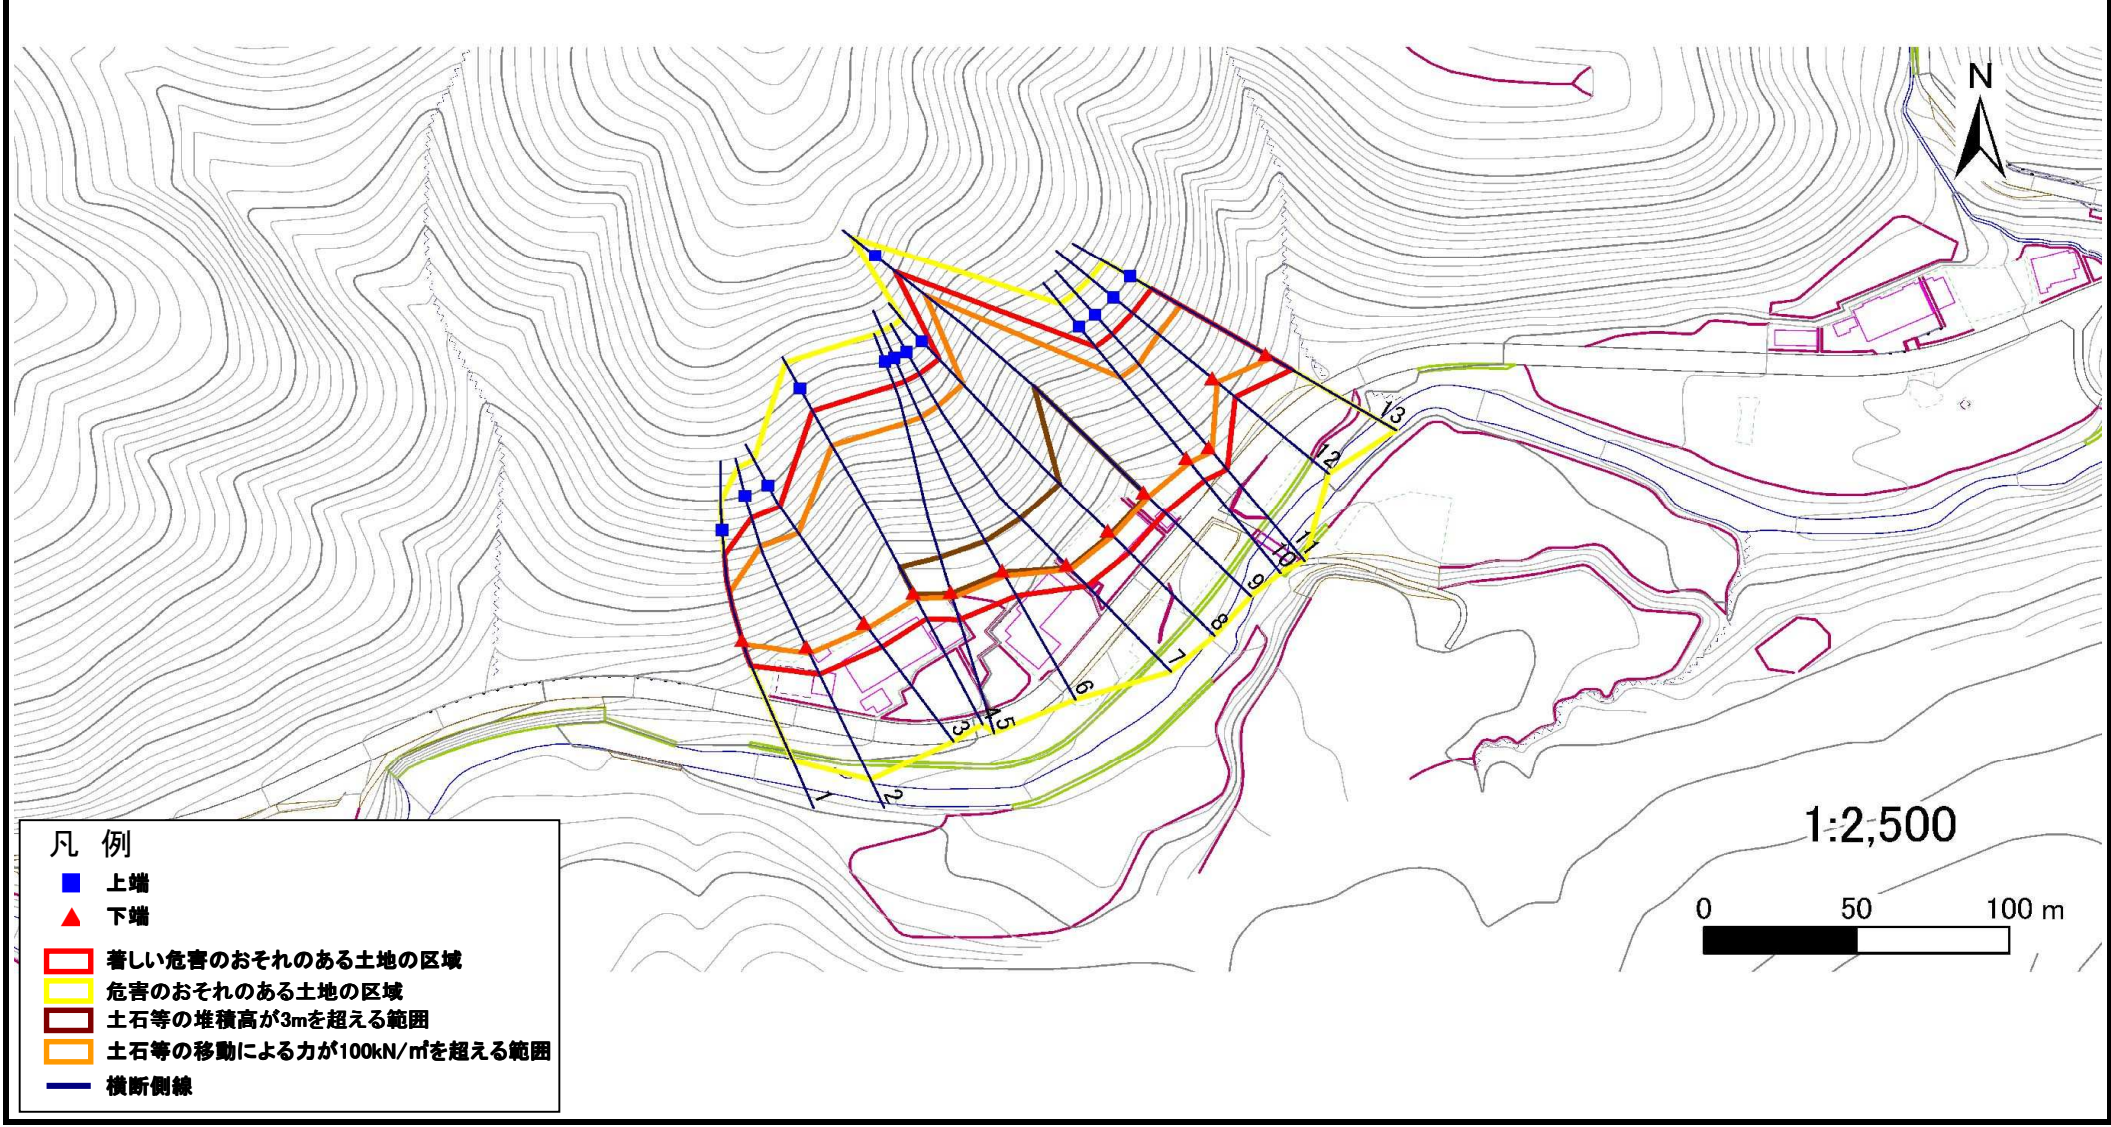 N
13
12
11
10
9
8
7
6
5
4
3
2
1
1:2,500
0 50 100 m
凡 例
上端
下端
著しい危害のおそれのある土地の区域
危害のおそれのある土地の区域
土石等の堆積高が3mを超える範囲
土石等の移動による力が100kN/㎡を超える範囲
横断側線